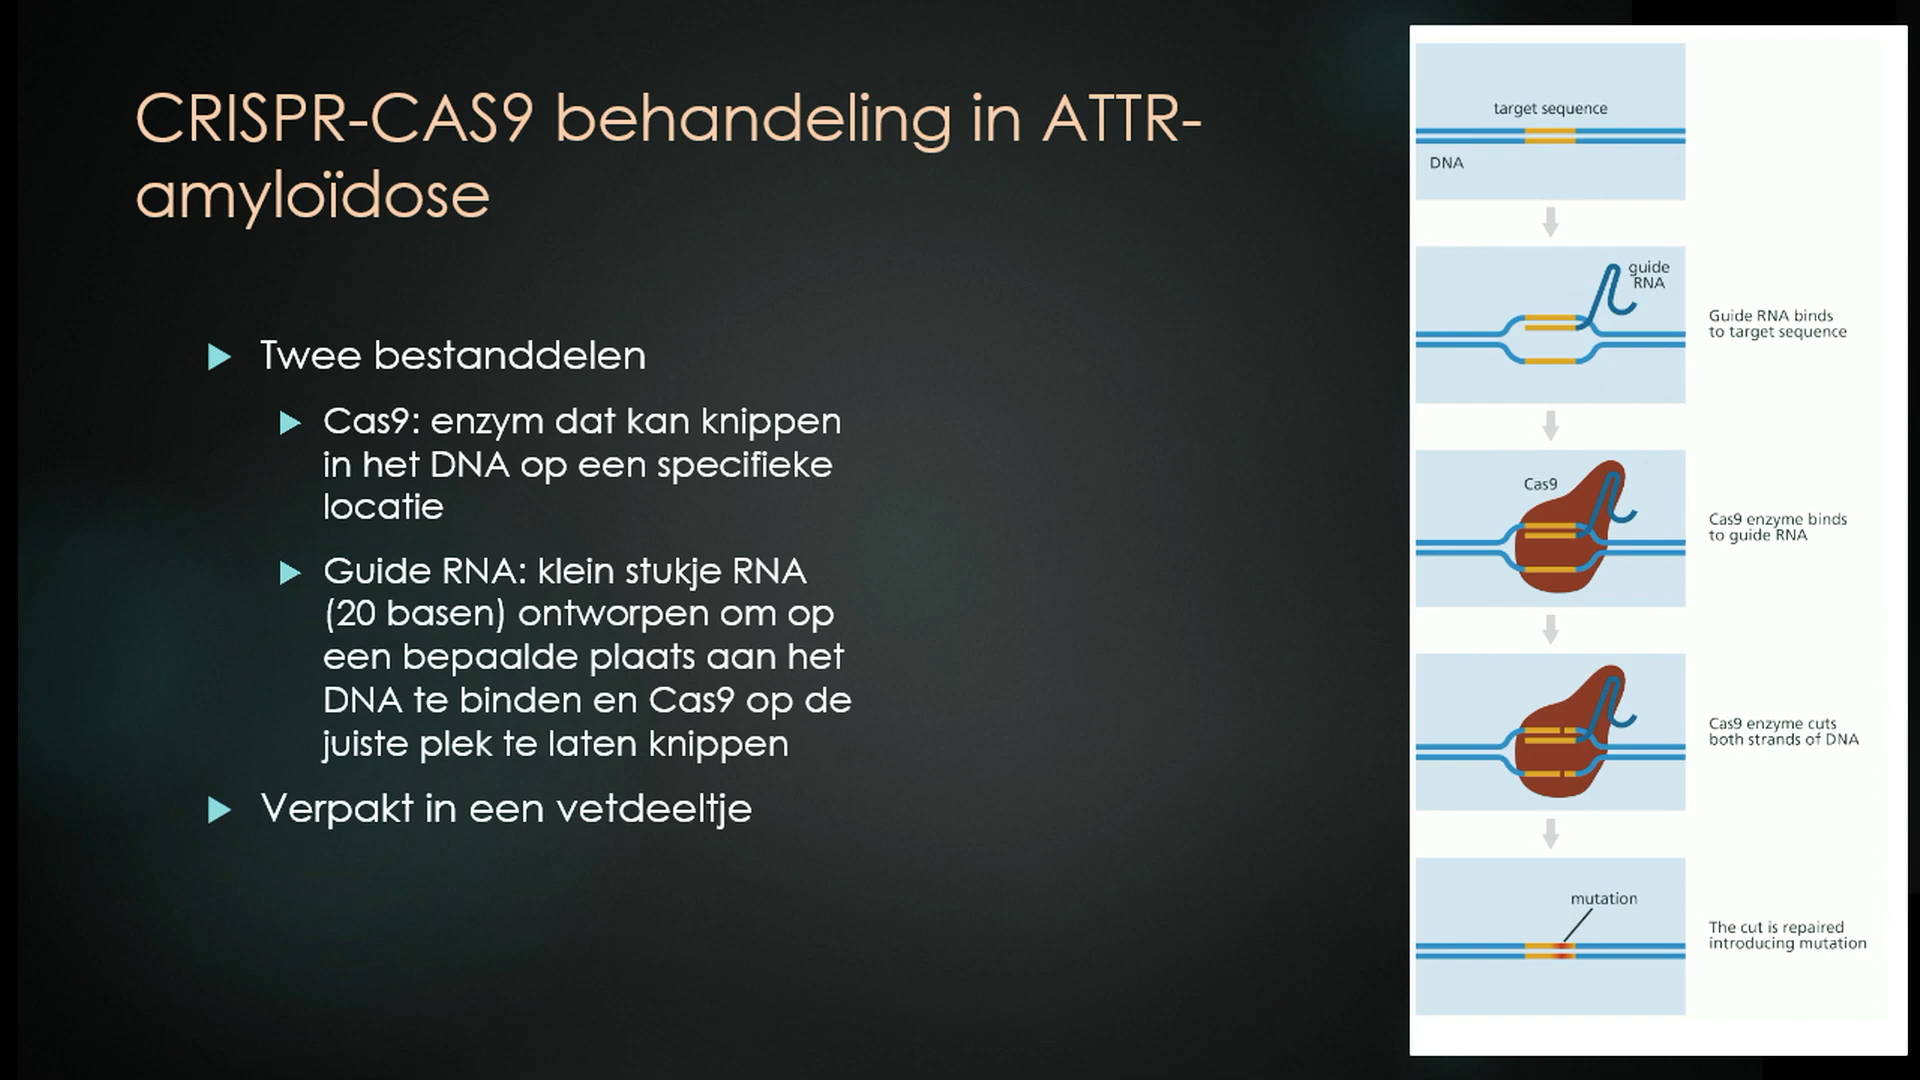 CRISPR-CAS9 behandeling in ATTR-
amyloïdose
Twee bestanddelen
Cas9: enzym dat kan knippen
in het DNA op een specifieke
locatie
Guide RNA: klein stukje RNA
(20 basen) ontworpen om op
een bepaalde plaats aan het
DNA te binden en Cas9 op de
juiste plek te laten knippen
Verpakt in een vetdeeltje
target sequence
DNA
guide
RNA
Guide RNA binds
to target sequence
Cas9
Cas9 enzyme binds
to guide RNA
Cas9 enzyme cuts
both strands of DNA
mutation
The cut is repaired
introducing mutation